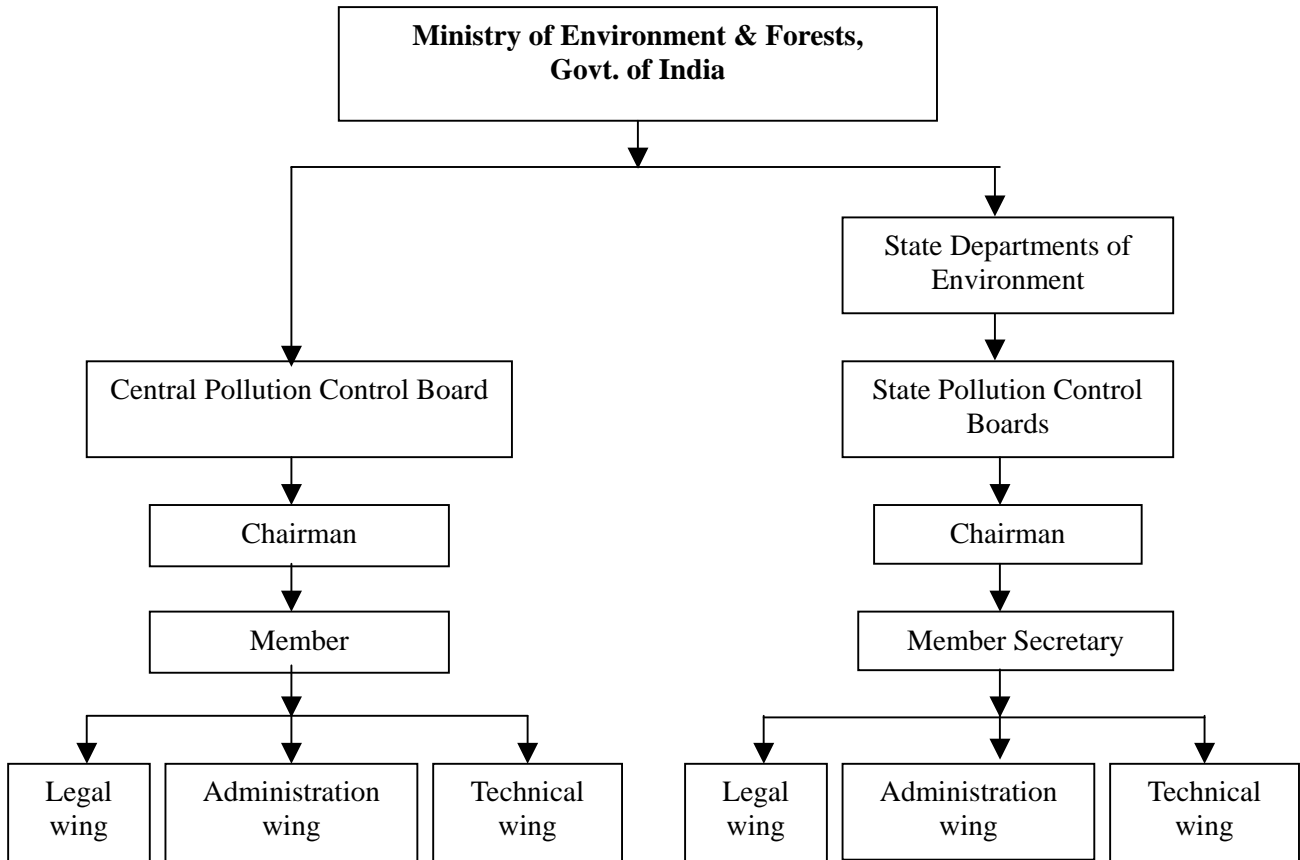 Ministry of Environment & Forests,
Govt. of India
State Departments of
Environment
Central Pollution Control Board
State Pollution Control
Boards
Chairman
Chairman
Member
Member Secretary
Legal
wing
Administration
wing
Technical
wing
Legal
wing
Administration
wing
Technical
wing